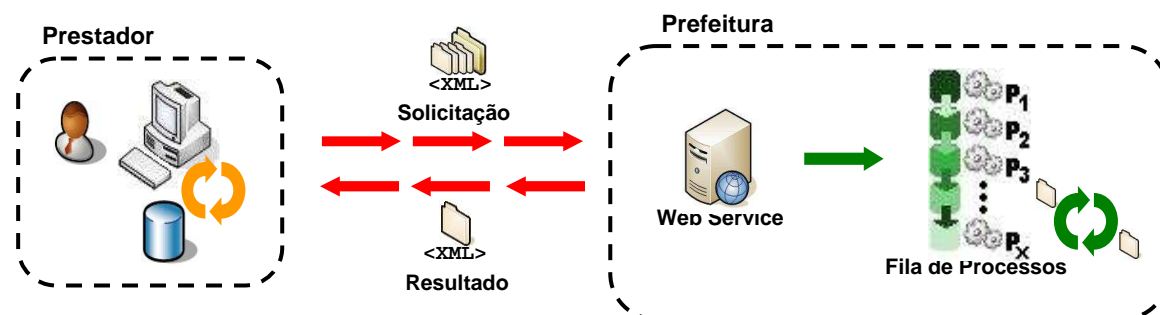 Prestador
<XML>
Solicitação
<XML>
Resultado
Prefeitura
Web Service
P1
P2
P3
Px
Fila de Processos